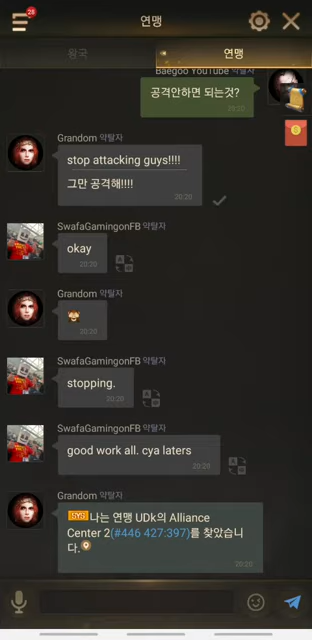 28
연맹
왕국
연맹
Baegoo YouTube 약탈자
공격안하면 되는것?
20:20
Grandom 약탈자
stop attacking guys!!!!
그만 공격해!!!!
20:20
SwafaGamingonFB 약탈자
okay
20:20
Grandom 약탈자
20:20
SwafaGamingonFB 약탈자
stopping.
20:20
SwafaGamingonFB 약탈자
good work all. cya laters
20:20
Grandom 약탈자
SYS 나는 연맹 UDk의 Alliance
Center 2(#446 427:397)를 찾았습니
다.
20:20